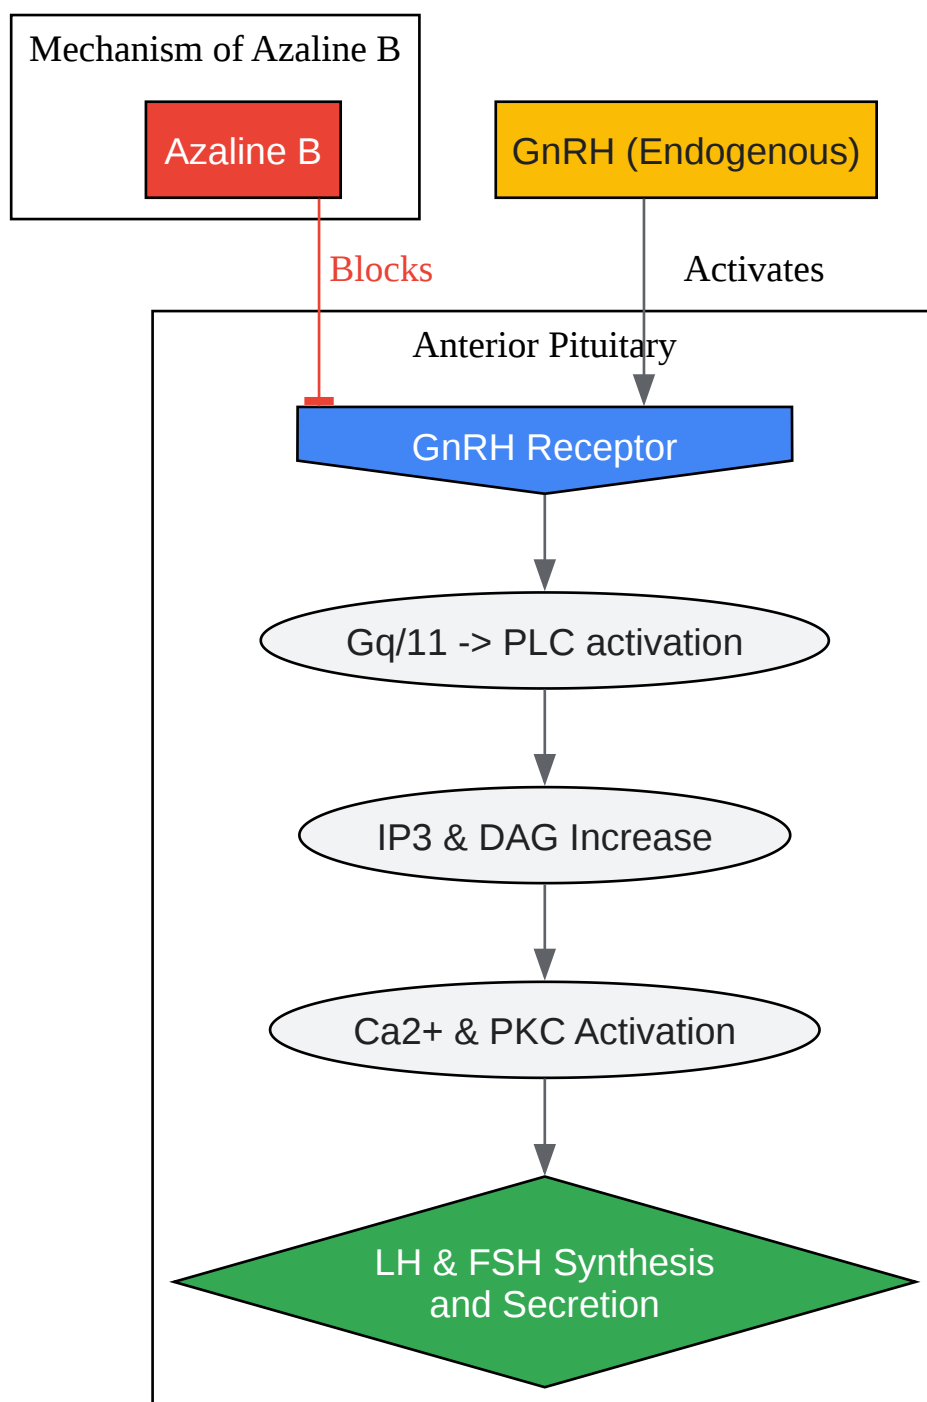 Mechanism of Azaline B
Azaline B
GnRH (Endogenous)
Blocks
Activates
Anterior Pituitary
GnRH Receptor
Gq/11 -> PLC activation
IP3 & DAG Increase
Ca2+ & PKC Activation
LH & FSH Synthesis
and Secretion